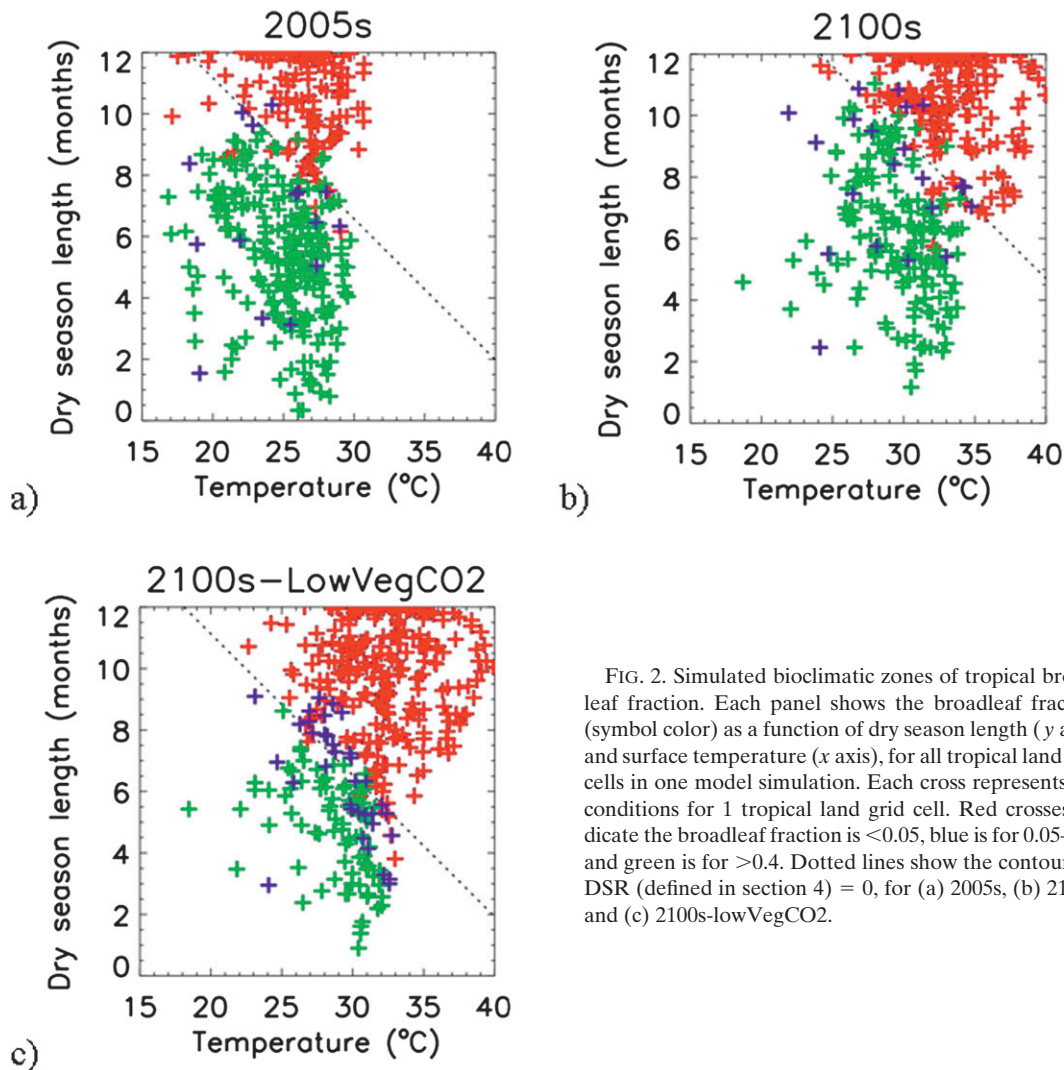 2005s
Dry season length (months)
12
10
8
6
4
2
0
15 20 25 30 35 40
Temperature (°C)
a)
2100s
Dry season length (months)
12
10
8
6
4
2
0
15 20 25 30 35 40
Temperature (°C)
b)
2100s-LowVegCO2
Dry season length (months)
12
10
8
6
4
2
0
15 20 25 30 35 40
Temperature (°C)
c)
FIG. 2. Simulated bioclimatic zones of tropical
leaf fraction. Each panel shows the broadleaf
(symbol color) as a function of dry season length (y
and surface temperature (x axis), for all tropical land
cells in one model simulation. Each cross represents
conditions for 1 tropical land grid cell. Red crosses
dicate the broadleaf fraction is <0.05, blue is for 0.05–
and green is for >0.4. Dotted lines show the
DSR (defined in section 4) = 0, for (a) 2005s, (b)
and (c) 2100s-lowVegCO2.